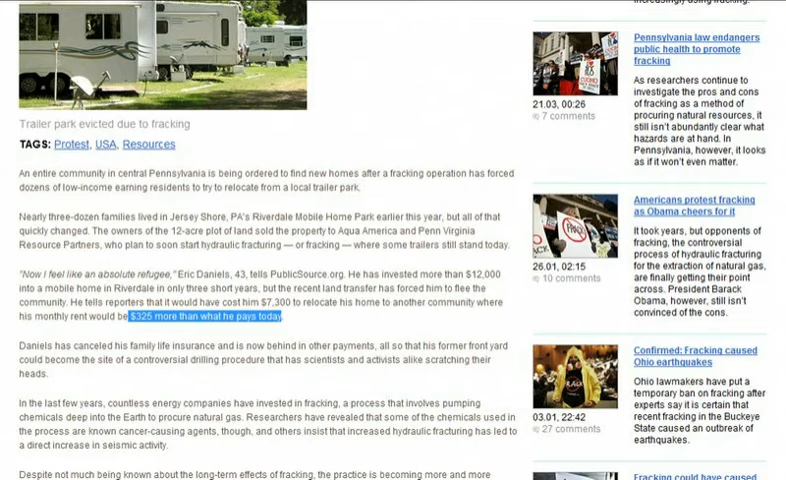 Trailer park evicted due to fracking
TAGS: Protest, USA, Resources
An entire community in central Pennsylvania is being ordered to find new homes after a fracking operation has forced
dozens of low-income earning residents to try to relocate from a local trailer park.
Nearly three-dozen families lived in Jersey Shore, PA's Riverdale Mobile Home Park earlier this year, but all of that
quickly changed. The owners of the 12-acre plot of land sold the property to Aqua America and Penn Virginia
Resource Partners, who plan to soon start hydraulic fracturing — or fracking — where some trailers still stand today.
"Now I feel like an absolute refugee," Eric Daniels, 43, tells PublicSource.org. He has invested more than $12,000
into a mobile home in Riverdale in only three short years, but the recent land transfer has forced him to flee the
community. He tells reporters that it would have cost him $7,300 to relocate his home to another community where
his monthly rent would be $325 more than what he pays today.
Daniels has canceled his family life insurance and is now behind in other payments, all so that his former front yard
could become the site of a controversial drilling procedure that has scientists and activists alike scratching their
heads.
In the last few years, countless energy companies have invested in fracking, a process that involves pumping
chemicals deep into the Earth to procure natural gas. Researchers have revealed that some of the chemicals used in
the process are known cancer-causing agents, though, and others insist that increased hydraulic fracturing has led to
a direct increase in seismic activity.
Despite not much being known about the long-term effects of fracking, the practice is becoming more and more
increasingly using fracking.
Pennsylvania law endangers
public health to promote
fracking
21.03, 00:26
7 comments
As researchers continue to
investigate the pros and cons
of fracking as a method of
procuring natural resources, it
still isn't abundantly clear what
hazards are at hand. In
Pennsylvania, however, it looks
as if it won't even matter.
Americans protest fracking
as Obama cheers for it
26.01, 02:15
10 comments
It took years, but opponents of
fracking, the controversial
process of hydraulic fracturing
for the extraction of natural gas,
are finally getting their point
across. President Barack
Obama, however, still isn't
convinced of the cons.
Confirmed: Fracking caused
Ohio earthquakes
03.01, 22:42
27 comments
Ohio lawmakers have put a
temporary ban on fracking after
experts say it is certain that
recent fracking in the Buckeye
State caused an outbreak of
earthquakes.
Fracking could have caused